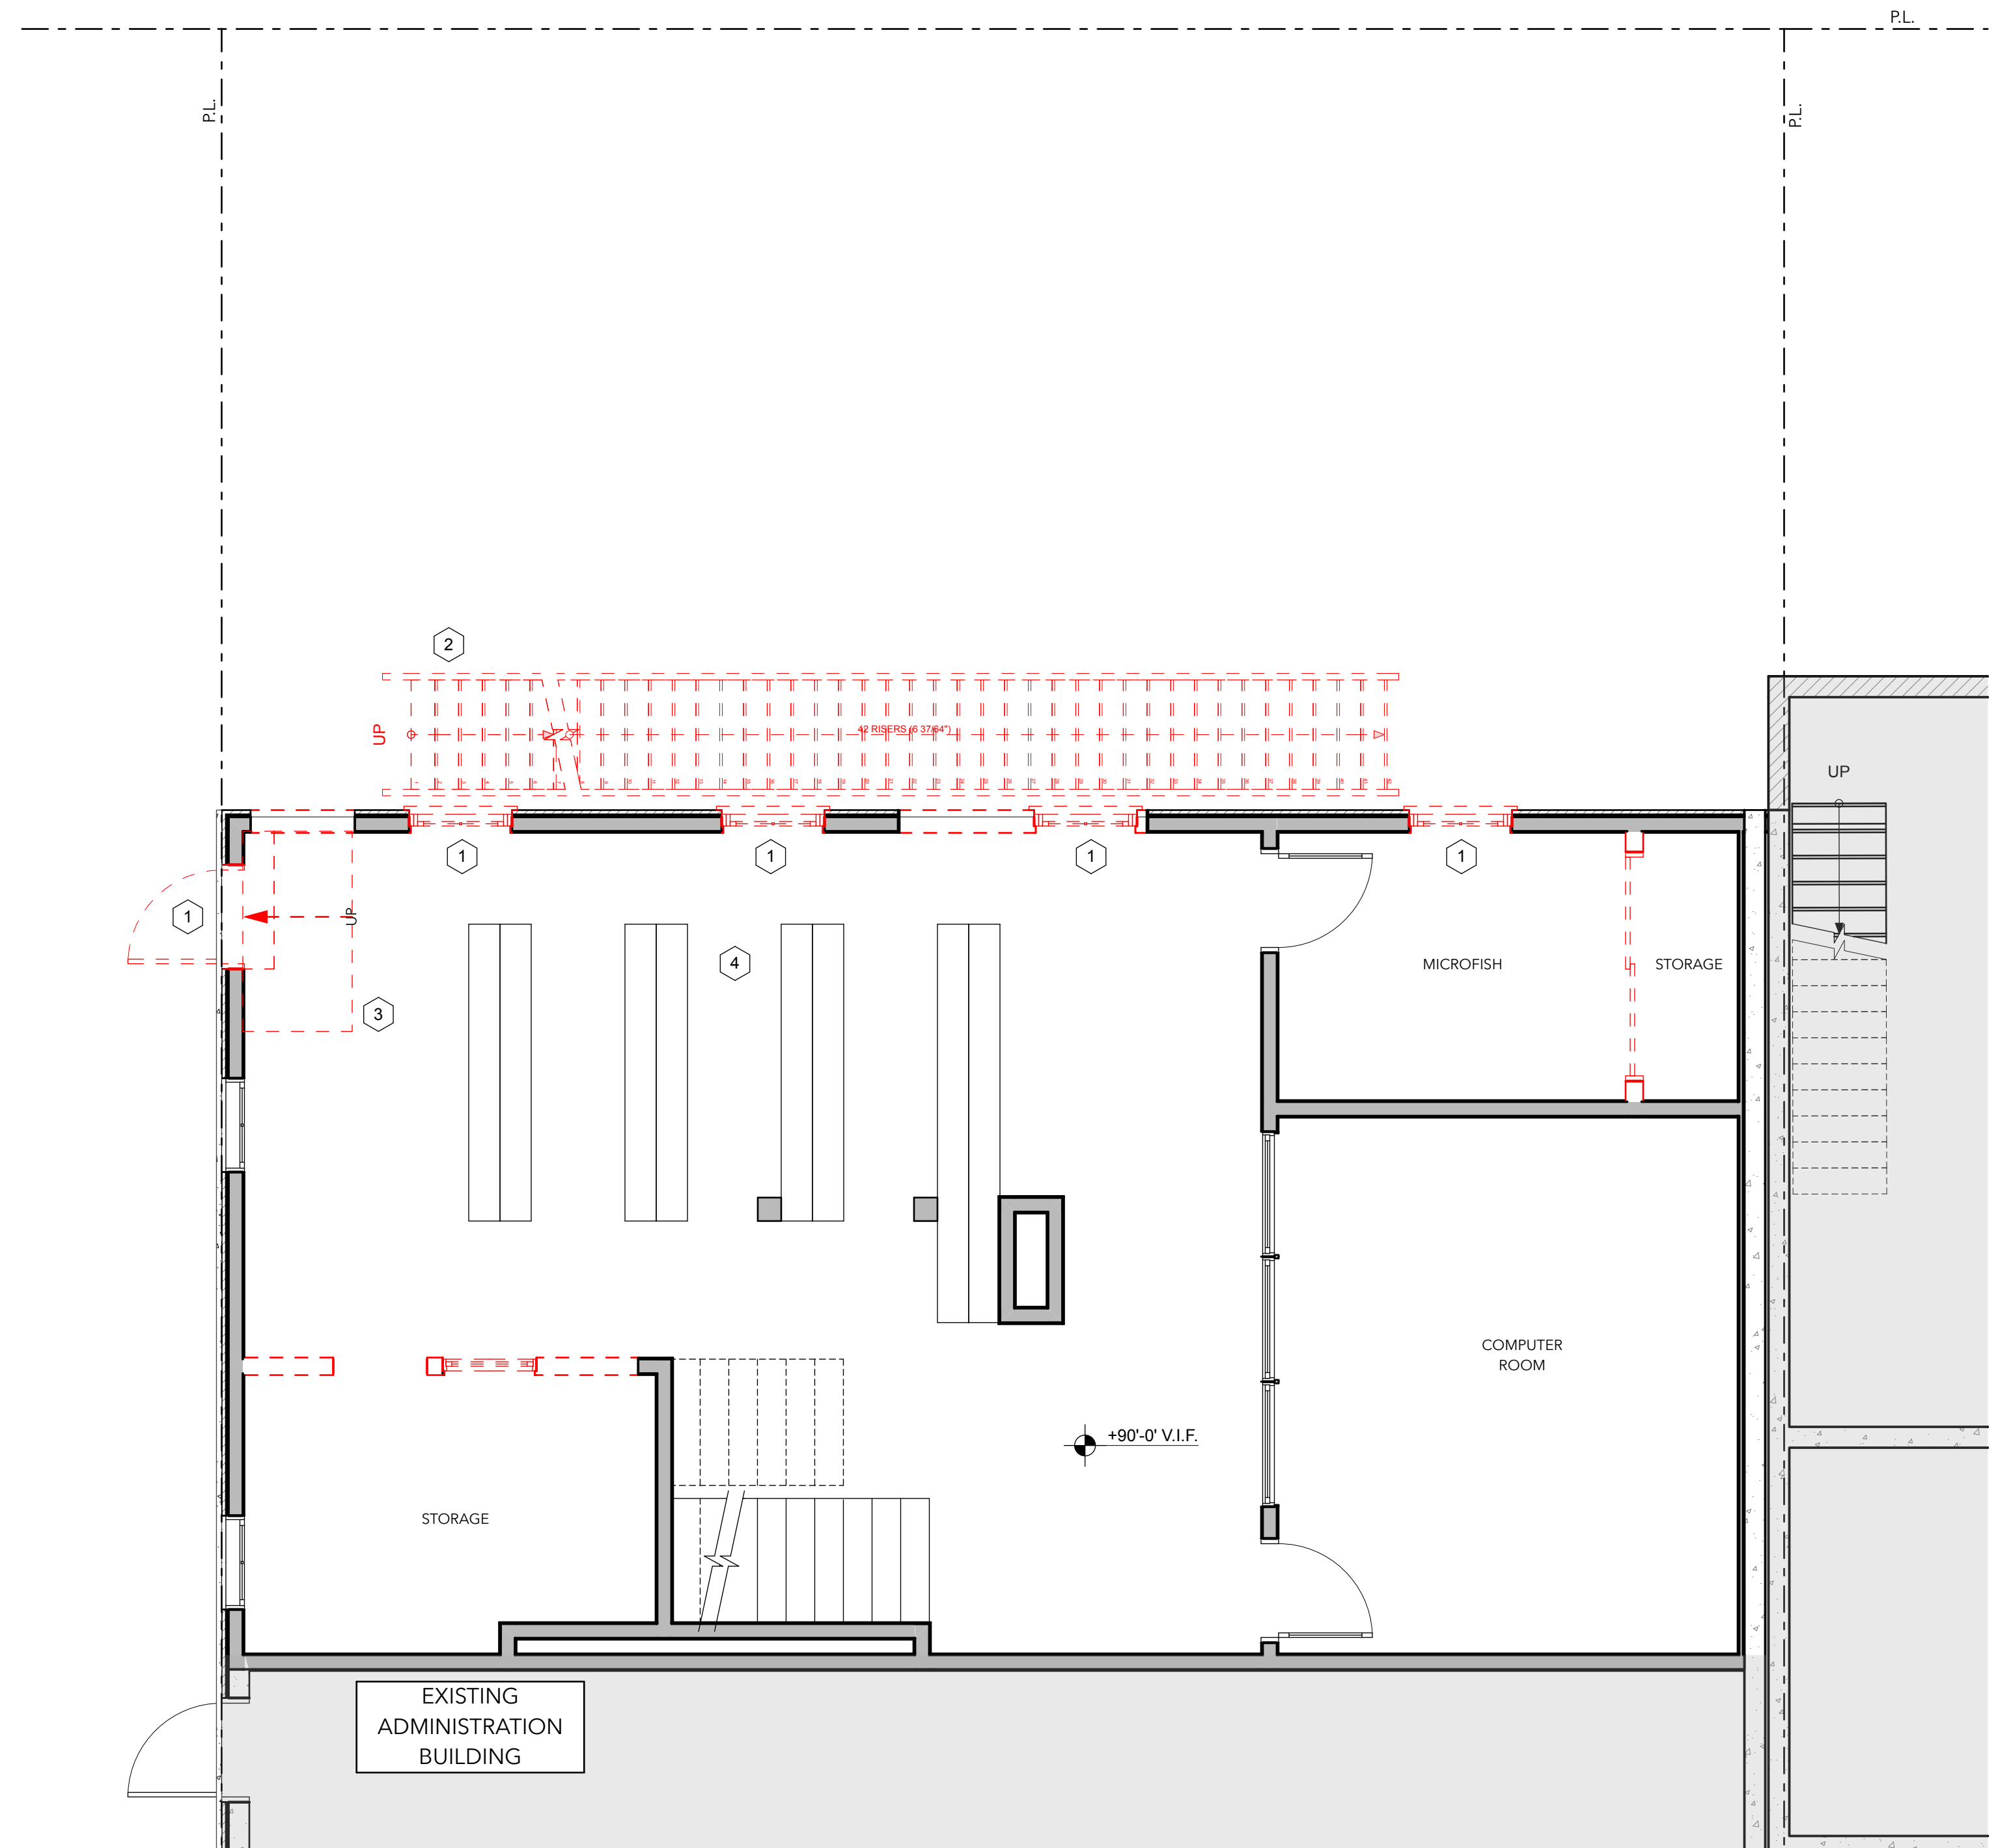 P.L.
P.L.
P.L.
2
UP
42 RISERS (6 37/64")
UP
1
1
1
1
1
UP
4
MICROFISH
STORAGE
3
COMPUTER
ROOM
+90'-0' V.I.F.
STORAGE
EXISTING
ADMINISTRATION
BUILDING